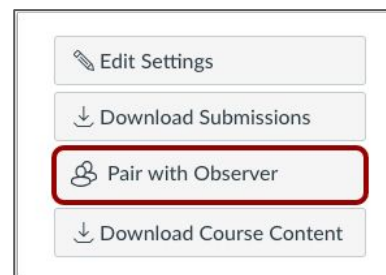 Edit Settings
Download Submissions
Pair with Observer
Download Course Content